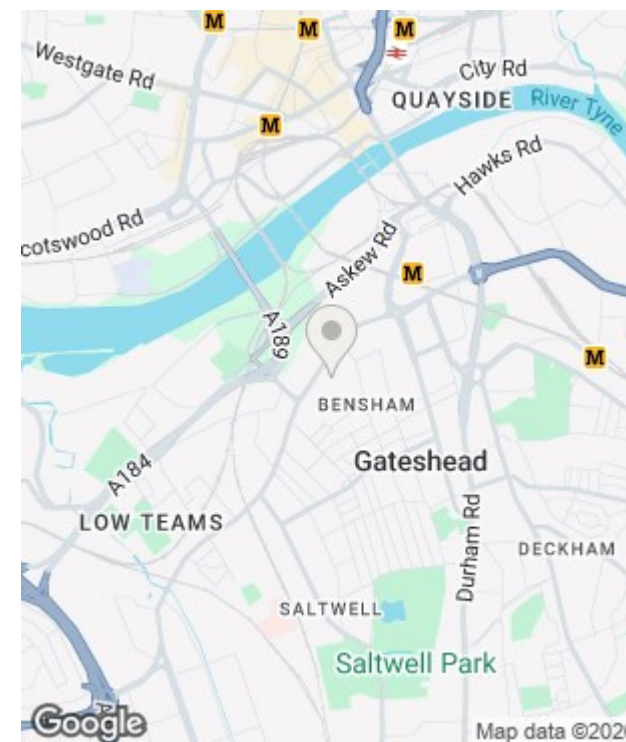 M
M
M
Westgate Rd
City Rd
QUAYSIDE
River Tyne
M
Hawks Rd
cotswood Rd
Askew Rd
M
A189
M
BENSHAM
Gateshead
A184
LOW TEAMS
Durham Rd
DECKHAM
SALTWELL
Saltwell Park
Google
Map data ©2026